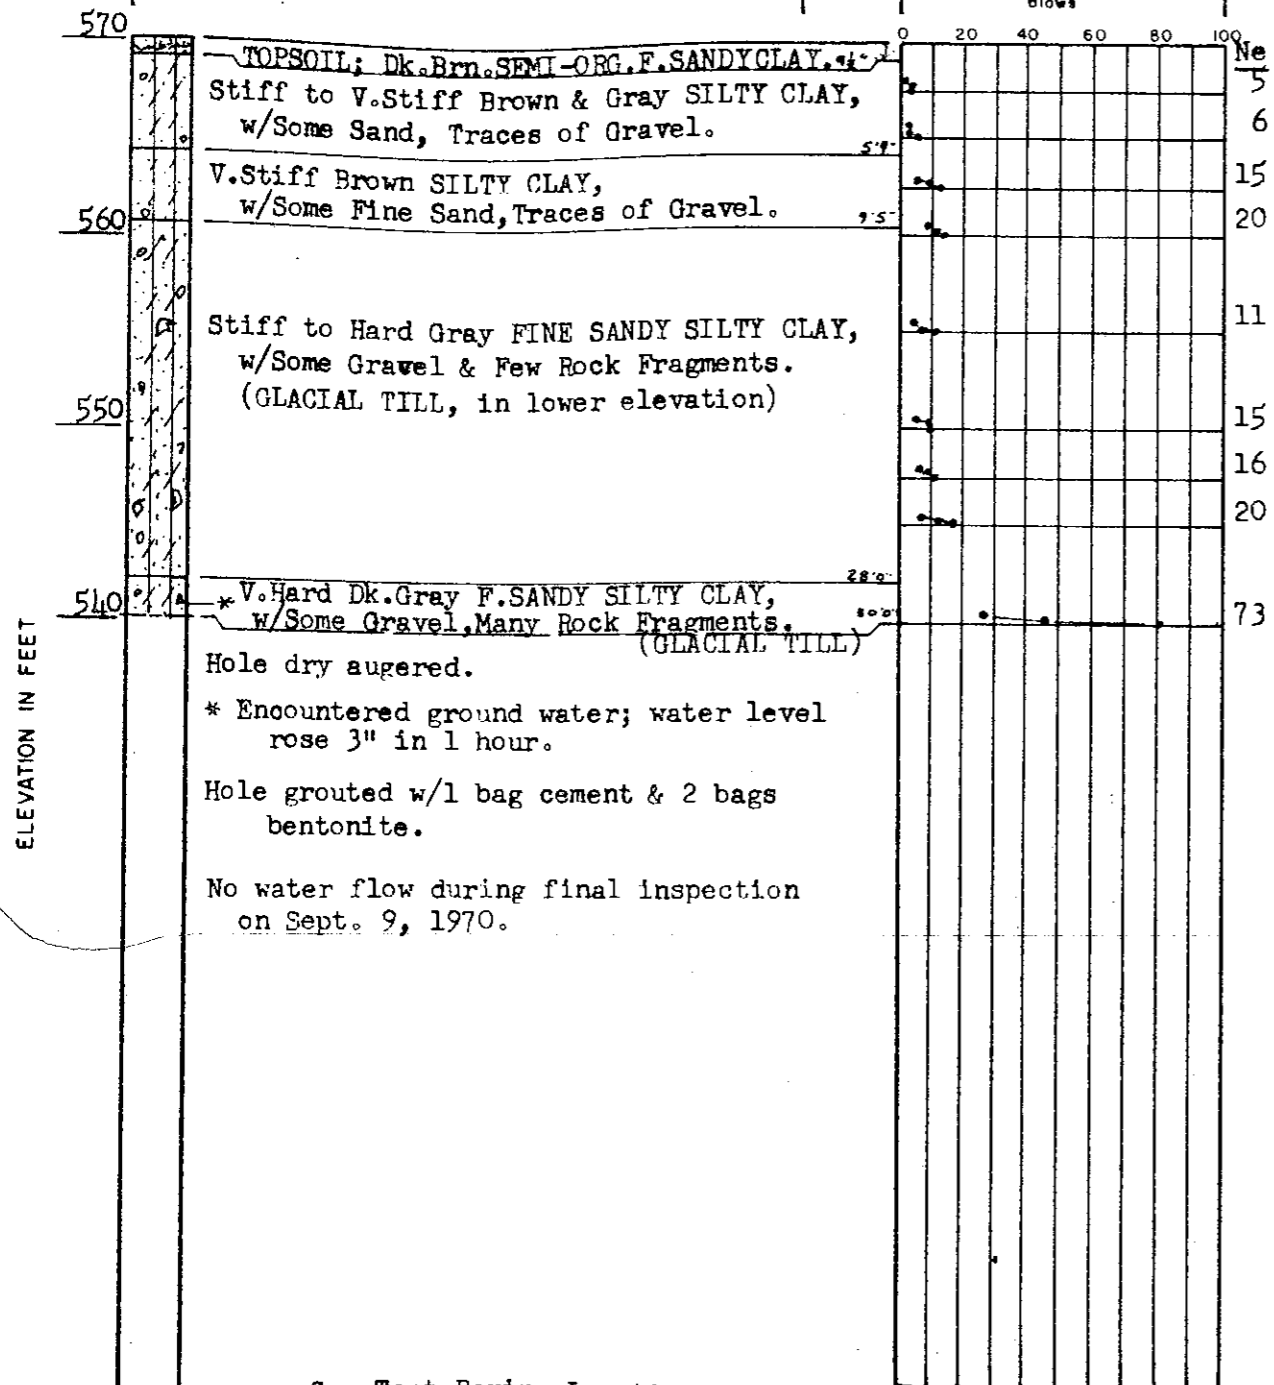 Blows
570
0 20 40 60 80 100
Ne
TOPSOIL; Dk.Brn.SEMI-ORG.F.SANDYCLAY. 9½"
5
Stiff to V.Stiff Brown & Gray SILTY CLAY,
w/Some Sand, Traces of Gravel.
6
5'9"
V.Stiff Brown SILTY CLAY,
15
w/Some Fine Sand, Traces of Gravel.
9'5"
560
20
Stiff to Hard Gray FINE SANDY SILTY CLAY,
11
w/Some Gravel & Few Rock Fragments.
(GLACIAL TILL, in lower elevation)
550
15
16
20
28'0"
* V.Hard Dk.Gray F.SANDY SILTY CLAY,
540
w/Some Gravel, Many Rock Fragments.
30'0"
73
(GLACIAL TILL)
Hole dry augered.
* Encountered ground water; water level
rose 3" in 1 hour.
ELEVATION IN FEET
Hole grouted w/1 bag cement & 2 bags
bentonite.
No water flow during final inspection
on Sept. 9, 1970.